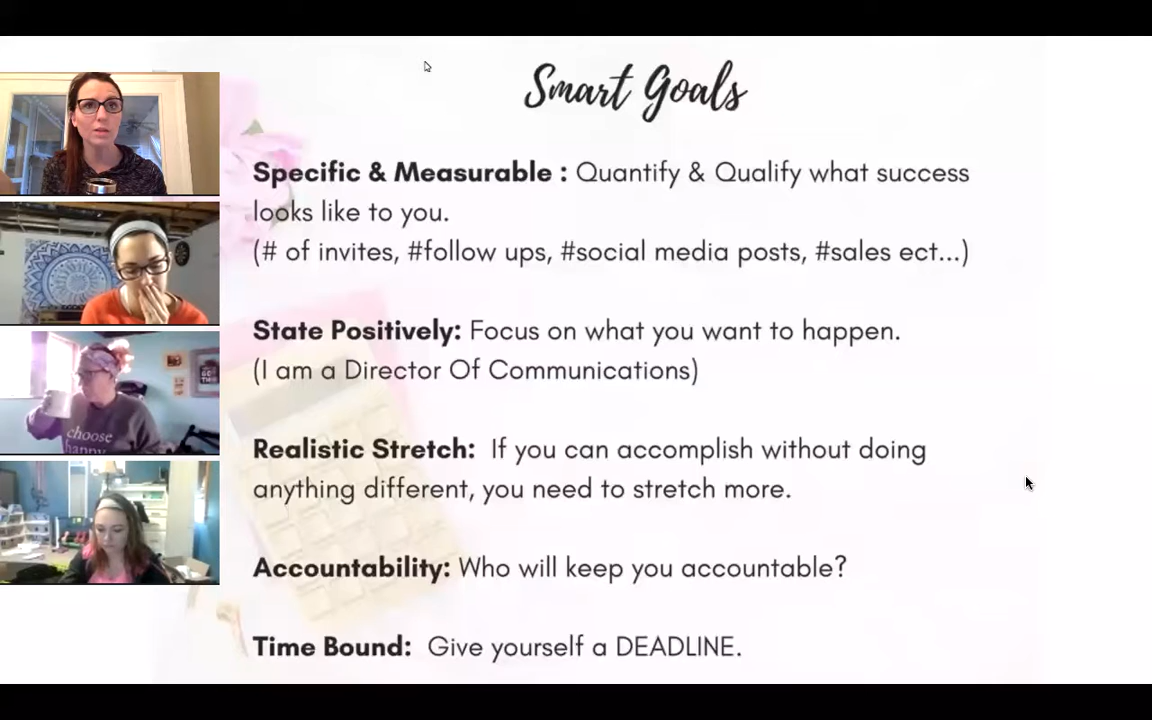 Smart Goals
Specific & Measurable : Quantify & Qualify what success
looks like to you.
(# of invites, #follow ups, #social media posts, #sales ect...)
State Positively: Focus on what you want to happen.
(I am a Director Of Communications)
Realistic Stretch: If you can accomplish without doing
anything different, you need to stretch more.
Accountability: Who will keep you accountable?
Time Bound: Give yourself a DEADLINE.
choose
happy